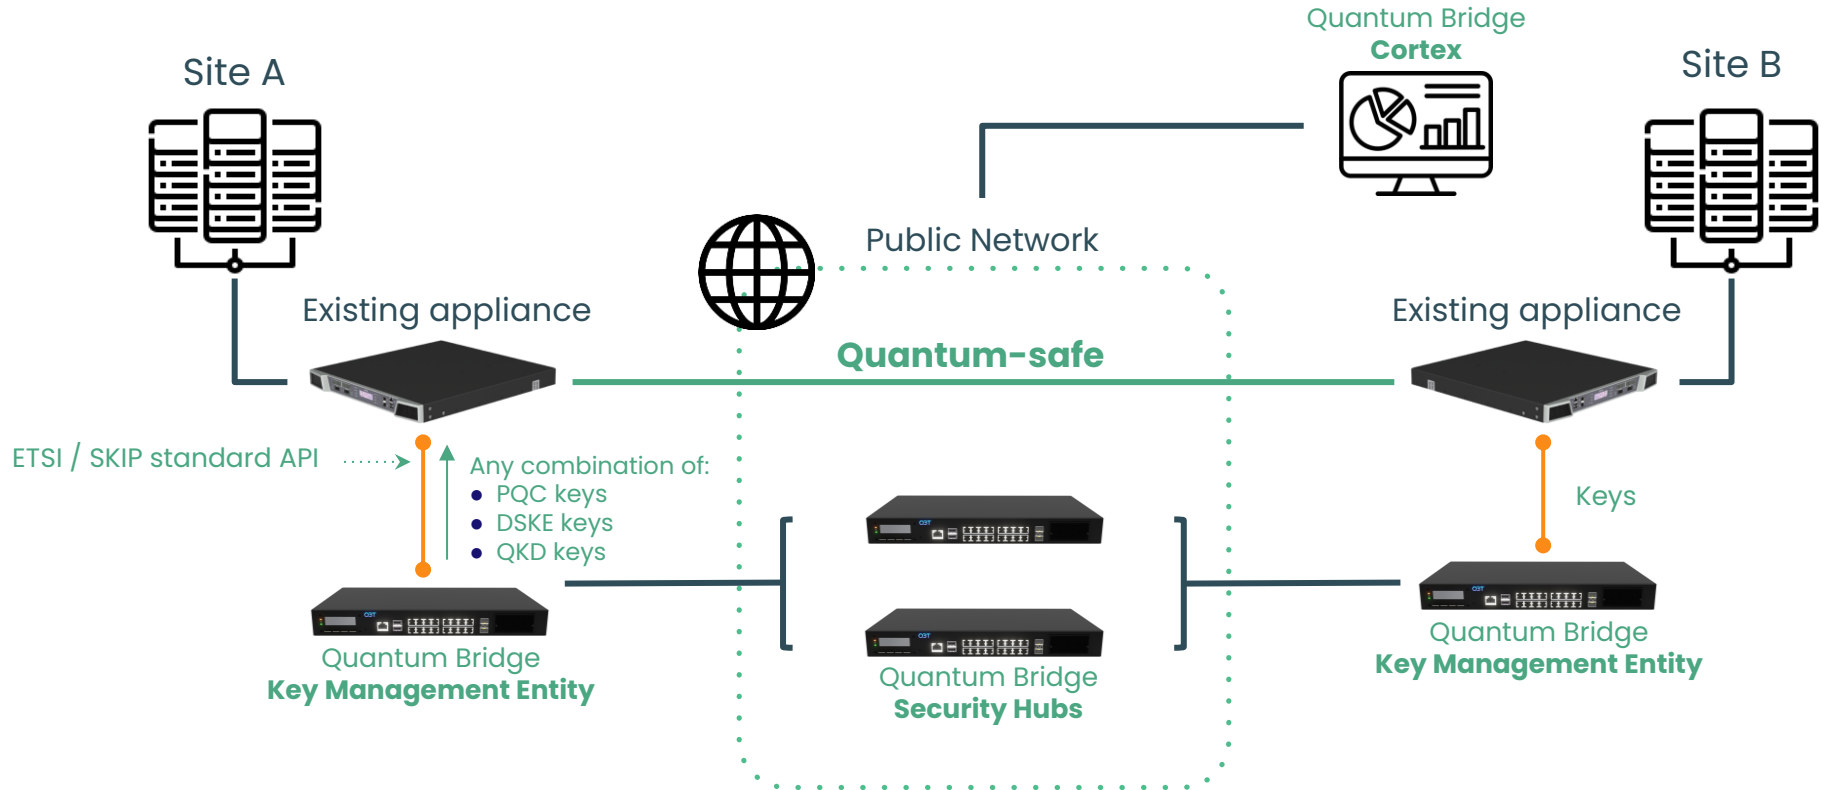 Quantum Bridge
Cortex
Site A
Site B
Public Network
Existing appliance
Existing appliance
Quantum-safe
ETSI / SKIP standard API
Any combination of:
PQC keys
DSKE keys
QKD keys
Keys
Quantum Bridge
Key Management Entity
Quantum Bridge
Security Hubs
Quantum Bridge
Key Management Entity